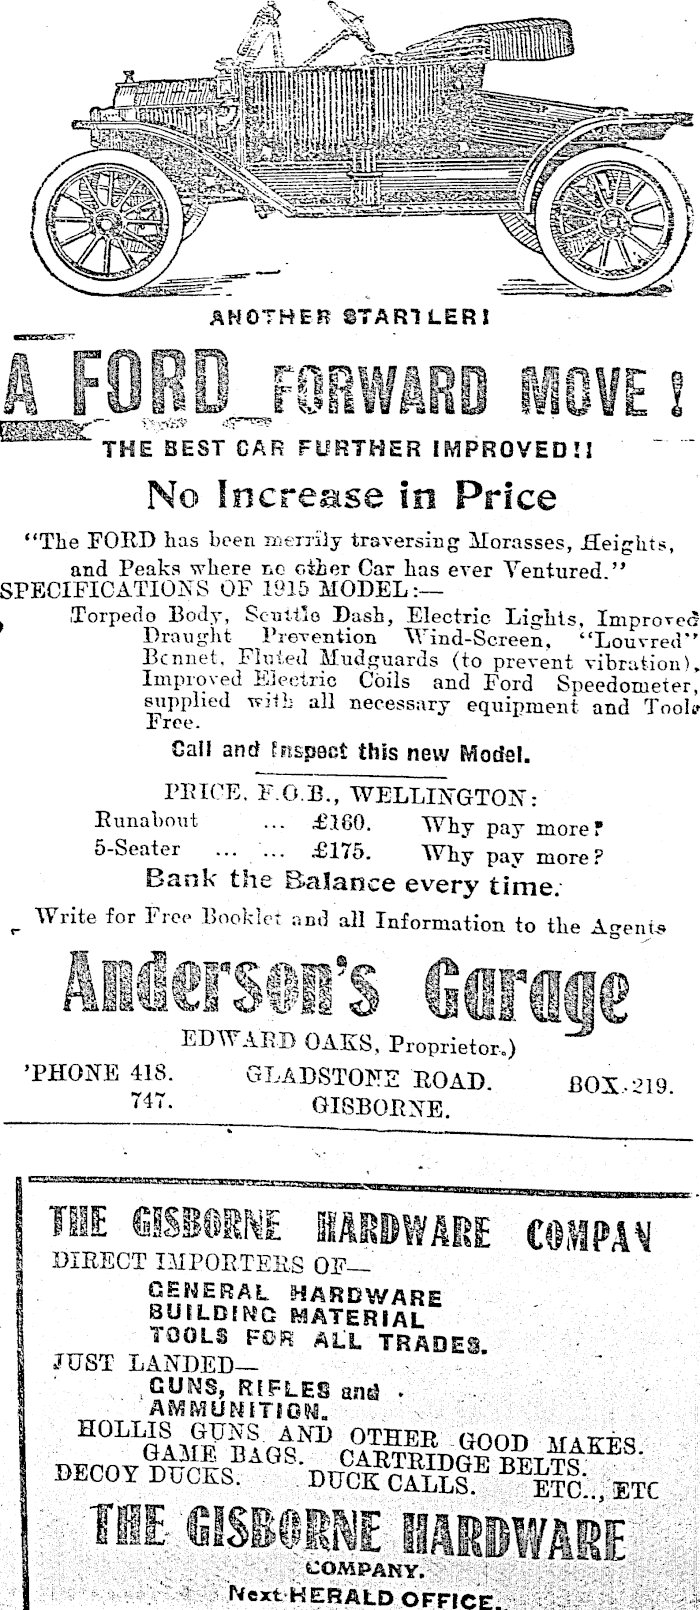 ANOTHER STARTLER!
A FORD FORWARD MOVE!
THE BEST CAR FURTHER IMPROVED!!
No Increase in Price
"The FORD has been merrily traversing Morasses, Heights,
and Peaks where no other Car has ever Ventured."
SPECIFICATIONS OF 1915 MODEL:—
Torpedo Body, Scuttle Dash, Electric Lights, Improved
Draught Prevention Wind-Screen, "Louvred"
Bonnet, Fluted Mudguards (to prevent vibration),
Improved Electric Coils and Ford Speedometer,
supplied with all necessary equipment and Tools
Free.
Call and Inspect this new Model.
PRICE, F.O.B., WELLINGTON:
Runabout ... £160. Why pay more?
5-Seater ... ... £175. Why pay more?
Bank the Balance every time.
Write for Free Booklet and all Information to the Agents
Anderson's Garage
EDWARD OAKS, Proprietor.)
'PHONE 418. GLADSTONE ROAD. BOX 219.
747. GISBORNE.
THE GISBORNE HARDWARE COMPAN
DIRECT IMPORTERS OF—
GENERAL HARDWARE
BUILDING MATERIAL
TOOLS FOR ALL TRADES.
JUST LANDED—
GUNS, RIFLES and
AMMUNITION.
HOLLIS GUNS AND OTHER GOOD MAKES.
GAME BAGS. CARTRIDGE BELTS.
DECOY DUCKS. DUCK CALLS. ETC.., ETC
THE GISBORNE HARDWARE
COMPANY.
Next HERALD OFFICE.